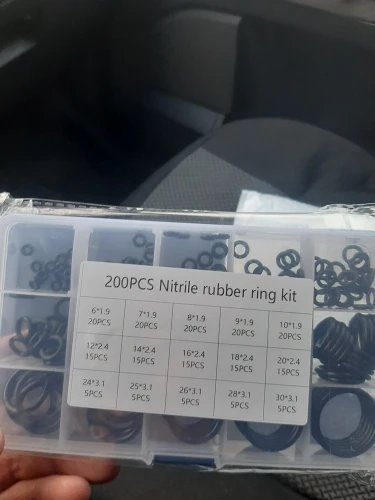 200PCS Nitrile rubber ring kit
6*1.9 7*1.9 8*1.9 9*1.9 10*1.9
20PCS 20PCS 20PCS 20PCS 20PCS
12*2.4 14*2.4 16*2.4 18*2.4 20*2.4
15PCS 15PCS 15PCS 15PCS 15PCS
24*3.1 25*3.1 26*3.1 28*3.1 30*3.1
5PCS 5PCS 5PCS 5PCS 5PCS